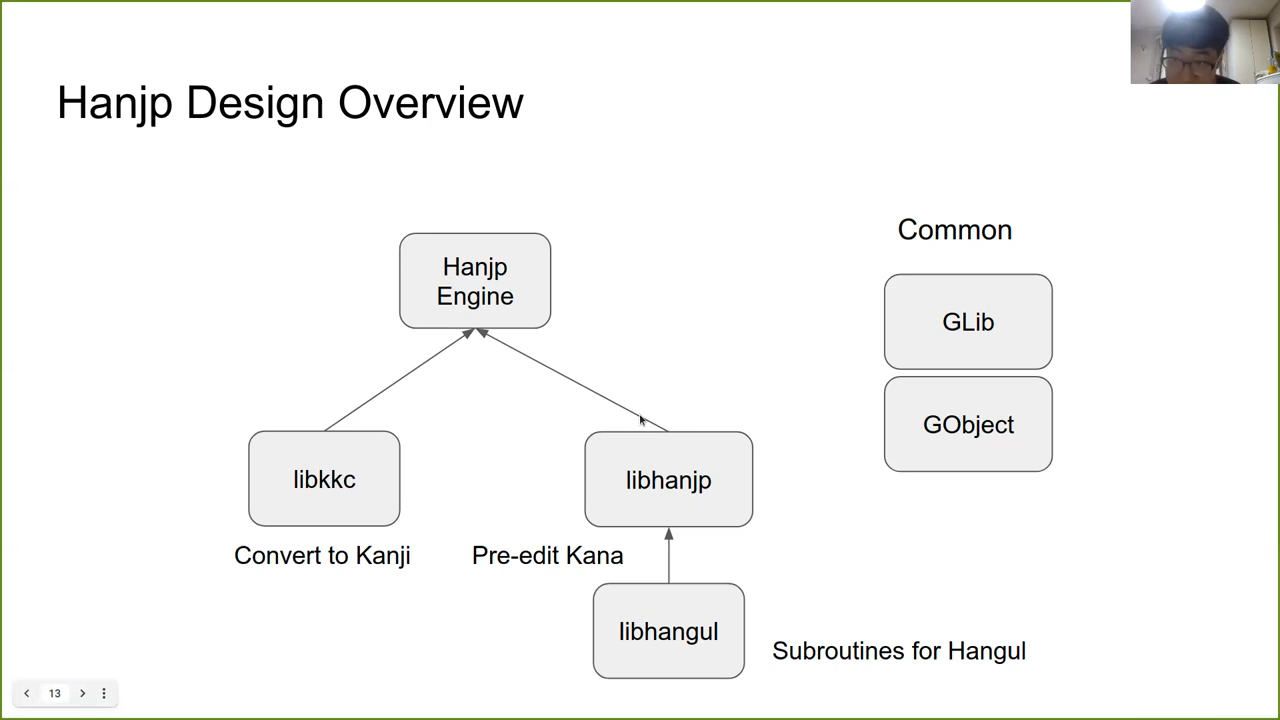 Hanjp Design Overview
Common
Hanjp
Engine
GLib
GObject
libkkc
libhanjp
Convert to Kanji
Pre-edit Kana
libhangul
Subroutines for Hangul
13